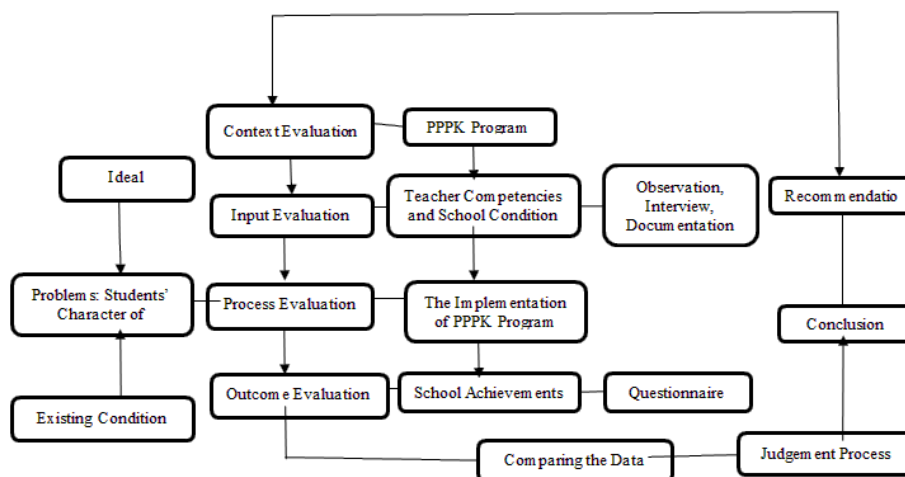 Context Evaluation
PPPK Program
Ideal
Input Evaluation
Teacher Competencies
and School Condition
Observation,
Interview,
Documentation
Recommendatio
Problems: Students’
Character of
Process Evaluation
The Implementation
of PPPK Program
Conclusion
Existing Condition
Outcome Evaluation
School Achievements
Questionnaire
Comparing the Data
Judgement Process